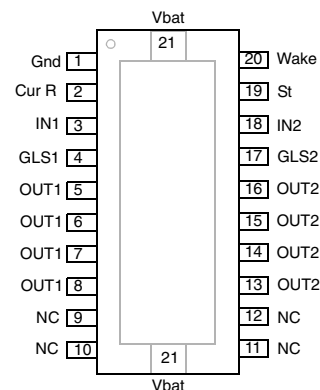 Vbat
21
Gnd 1 20 Wake
Cur R 2 19 St
IN1 3 18 IN2
GLS1 4 17 GLS2
OUT1 5 16 OUT2
OUT1 6 15 OUT2
OUT1 7 14 OUT2
OUT1 8 13 OUT2
NC 9 12 NC
NC 10 11 NC
21
Vbat